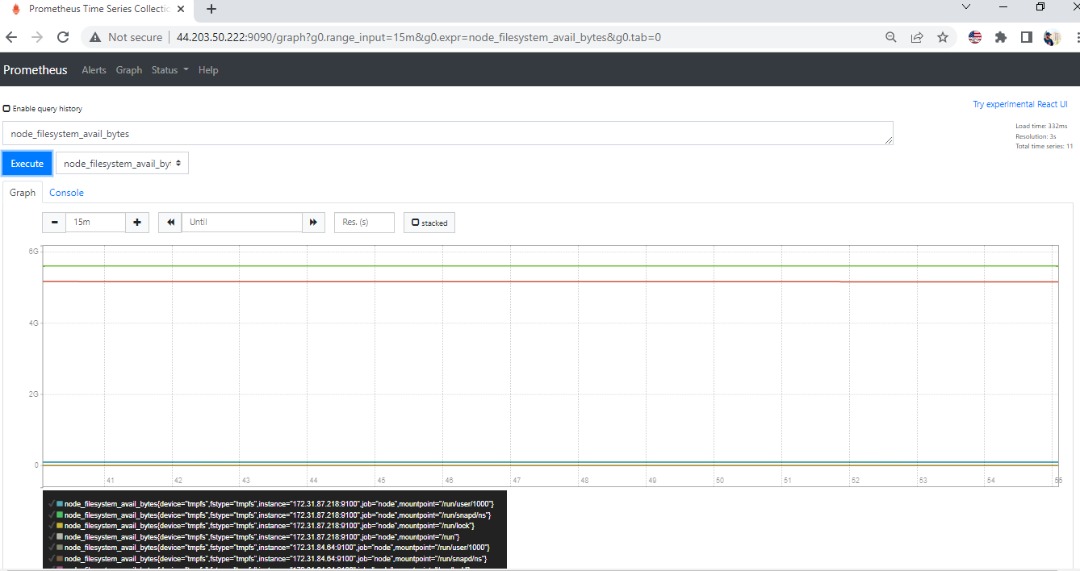 Prometheus Time Series Collectio
Not secure 44.203.50.222:9090/graph?g0.range_input=15m&g0.expr=node_filesystem_avail_bytes&g0.tab=0
Prometheus Alerts Graph Status Help
Enable query history
Try experimental React UI
Load time: 332ms
Resolution: 3s
Total time series: 11
node_filesystem_avail_bytes
Execute node_filesystem_avail_by
Graph Console
15m Until Res. (s) stacked
6G
4G
2G
0
41 42 43 44 45 46 47 48 49 50 51 52 53 54 55
node_filesystem_avail_bytes{device="tmpfs",fstype="tmpfs",instance="172.31.87.218:9100",job="node",mountpoint="/run/user/1000"}
node_filesystem_avail_bytes{device="tmpfs",fstype="tmpfs",instance="172.31.87.218:9100",job="node",mountpoint="/run/snapd/ns"}
node_filesystem_avail_bytes{device="tmpfs",fstype="tmpfs",instance="172.31.87.218:9100",job="node",mountpoint="/run/lock"}
node_filesystem_avail_bytes{device="tmpfs",fstype="tmpfs",instance="172.31.87.218:9100",job="node",mountpoint="/run"}
node_filesystem_avail_bytes{device="tmpfs",fstype="tmpfs",instance="172.31.84.64:9100",job="node",mountpoint="/run/user/1000"}
node_filesystem_avail_bytes{device="tmpfs",fstype="tmpfs",instance="172.31.84.64:9100",job="node",mountpoint="/run/snapd/ns"}